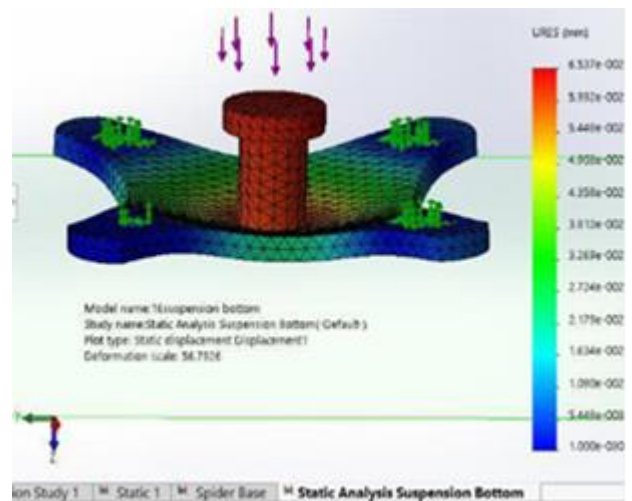 URES (mm)
6.537e-002
5.992e-002
5.448e-002
4.903e-002
4.358e-002
3.813e-002
3.269e-002
2.724e-002
2.179e-002
1.634e-002
1.090e-002
5.448e-003
1.000e-030
Model name:16suspension bottom
Study name:Static Analysis Suspension Bottom(-Default-)
Plot type: Static displacement Displacement1
Deformation scale: 56.7926
ion Study 1
Static 1
Spider Base
Static Analysis Suspension Bottom